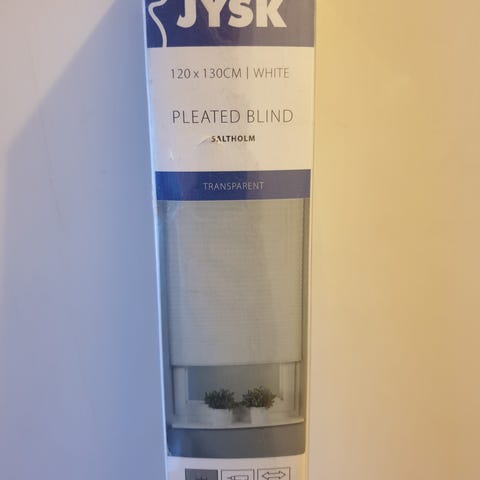 JYSK
120 x 130CM | WHITE
PLEATED BLIND
SALTHOLM
TRANSPARENT